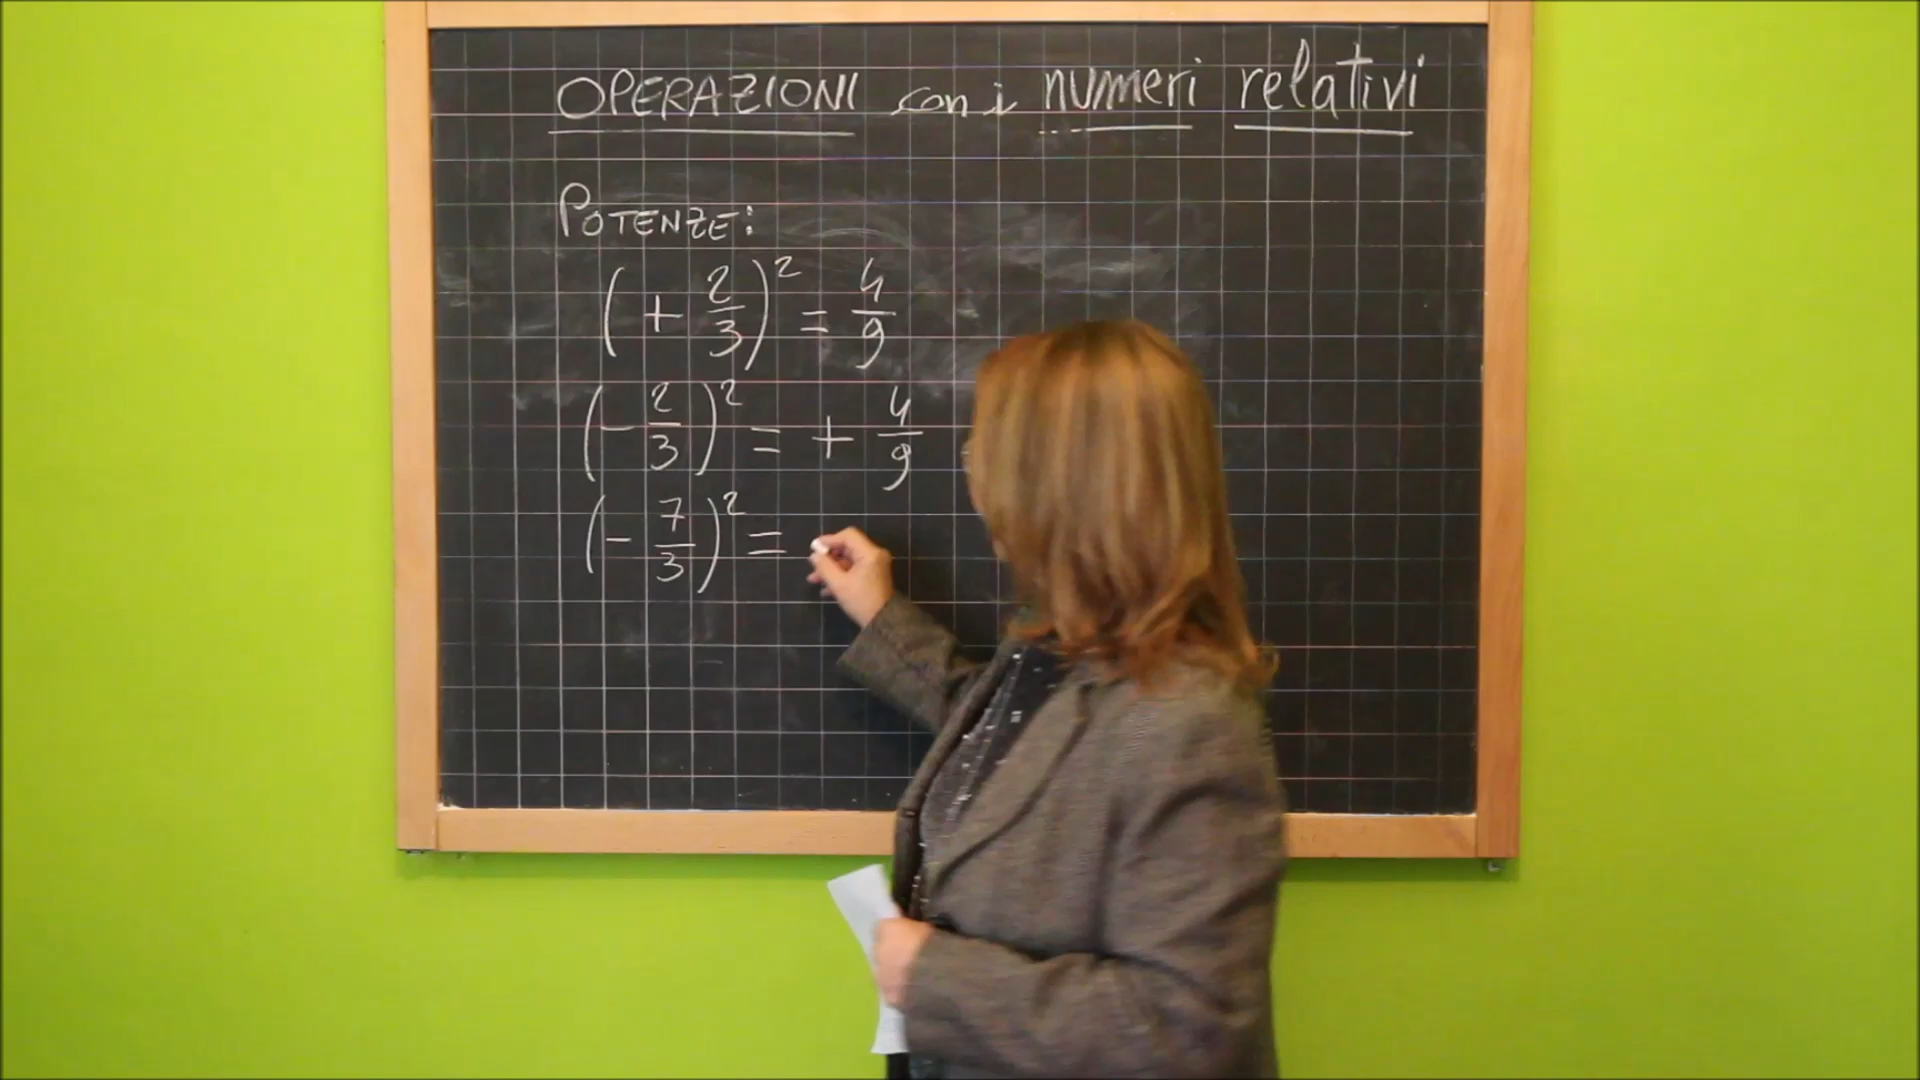 OPERAZIONI con i numeri relativi
POTENZE:
(+ 2/3)² = 4/9
(- 2/3)² = + 4/9
(- 7/3)² =